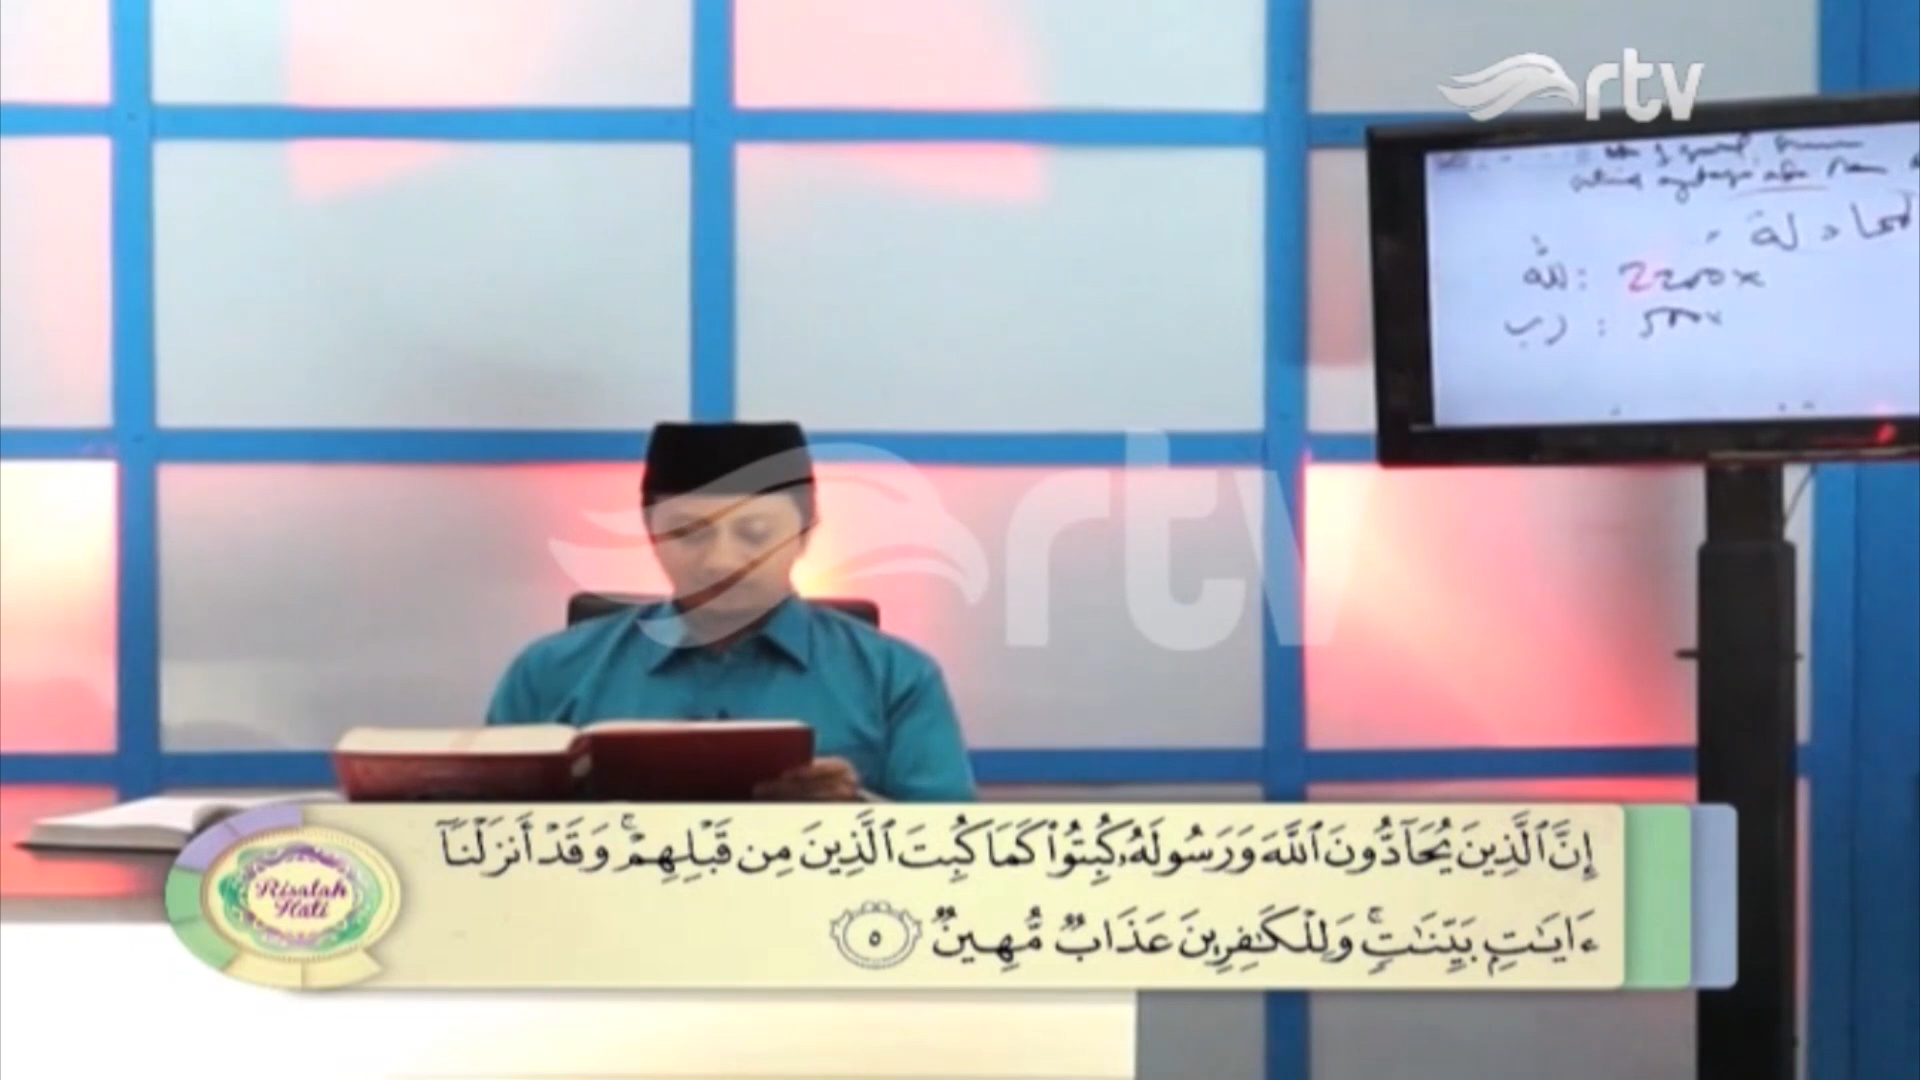 rtv
المجادلة
الله : 2200x
رب : 500x
rtv
إِنَّ ٱلَّذِينَ يُحَآدُّونَ ٱللَّهَ وَرَسُولَهُۥ كُبِتُوا۟ كَمَا كُبِتَ ٱلَّذِينَ مِن قَبْلِهِمْ ۚ وَقَدْ أَنزَلْنَآ
ءَايَـٰتٍۭ بَيِّنَـٰتٍ ۚ وَلِلْكَـٰفِرِينَ عَذَابٌ مُّهِينٌ ٥
Risalah
Hati